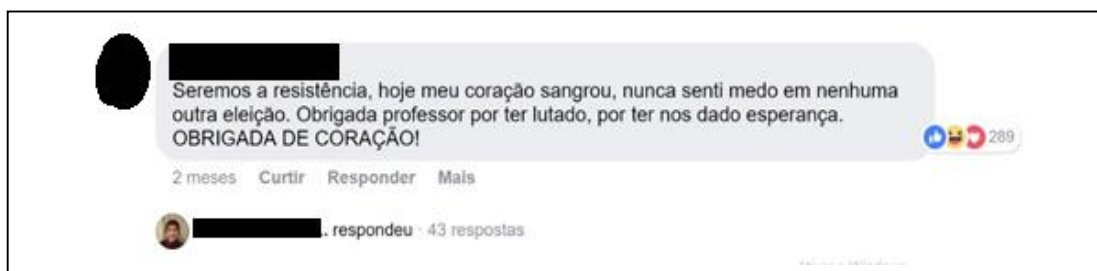 Seremos a resistência, hoje meu coração sangrou, nunca senti medo em nenhuma
outra eleição. Obrigada professor por ter lutado, por ter nos dado esperança.
OBRIGADA DE CORAÇÃO!
289
2 meses Curtir Responder Mais
. respondeu · 43 respostas